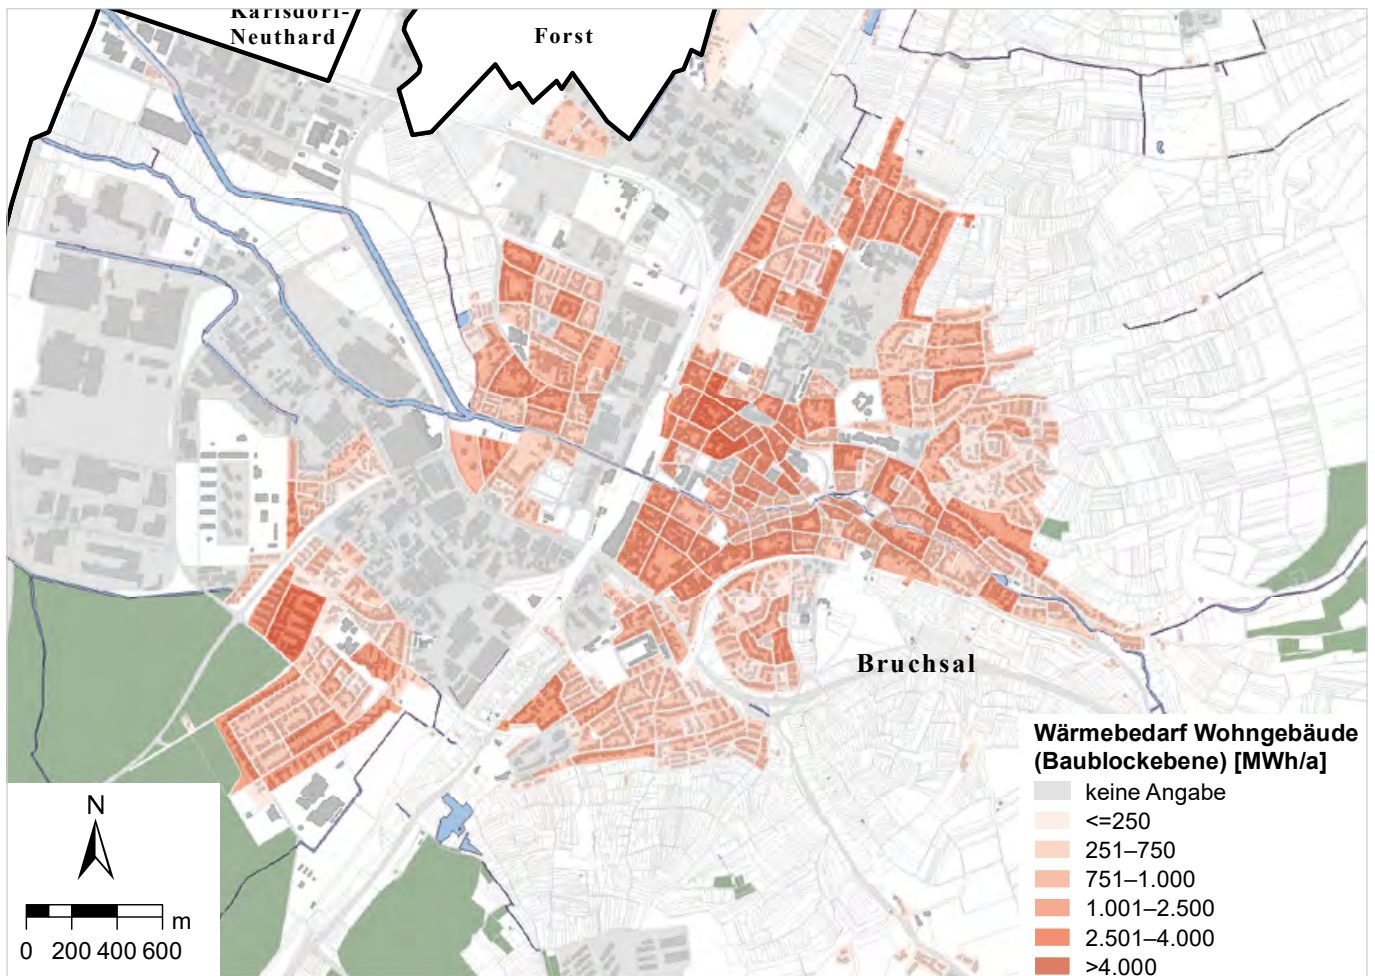 Karlsdorf-
Neuthard
Forst
Bruchsal
Wärmebedarf Wohngebäude
(Baublockebene) [MWh/a]
keine Angabe
<=250
251–750
751–1.000
1.001–2.500
2.501–4.000
>4.000
N
m
0 200 400 600